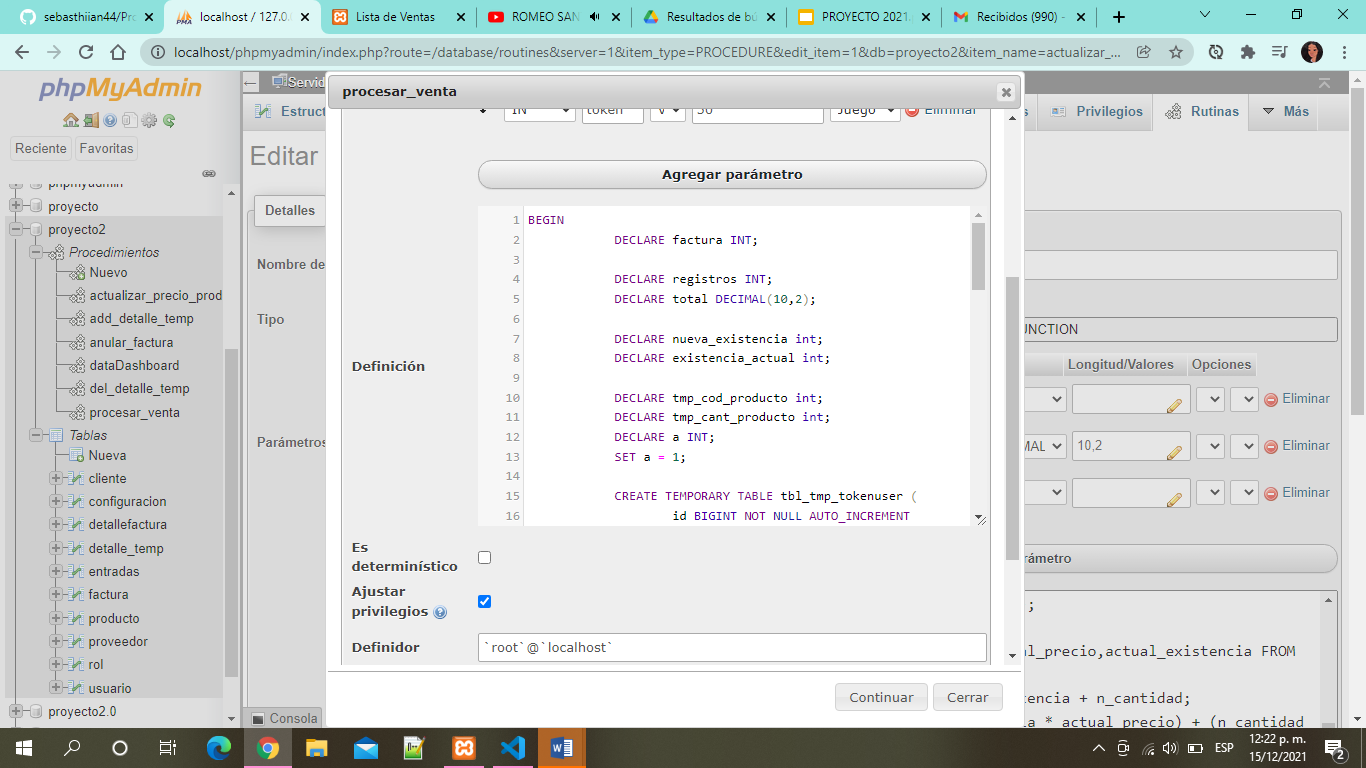 sebasthiian44/Pro
localhost / 127.0.
Lista de Ventas
ROMEO SAN
Resultados de bú
PROYECTO 2021.p
Recibidos (990) -
localhost/phpmyadmin/index.php?route=/database/routines&server=1&item_type=PROCEDURE&edit_item=1&db=proyecto2&item_name=actualizar_...
phpMyAdmin
Reciente
Favoritas
phpmyadmin
proyecto
proyecto2
Procedimientos
Nuevo
actualizar_precio_prod
add_detalle_temp
anular_factura
dataDashboard
del_detalle_temp
procesar_venta
Tablas
Nueva
cliente
configuracion
detallefactura
detalle_temp
entradas
factura
producto
proveedor
rol
usuario
proyecto2.0
Servid
Estruct
s
Privilegios
Rutinas
Más
Editar
Detalles
Nombre de
Tipo
Parámetros
Consola
procesar_venta
IN
token
V
50
Juego
Eliminar
Agregar parámetro
Definición
1 BEGIN
2 DECLARE factura INT;
3
4 DECLARE registros INT;
5 DECLARE total DECIMAL(10,2);
6
7 DECLARE nueva_existencia int;
8 DECLARE existencia_actual int;
9
10 DECLARE tmp_cod_producto int;
11 DECLARE tmp_cant_producto int;
12 DECLARE a INT;
13 SET a = 1;
14
15 CREATE TEMPORARY TABLE tbl_tmp_tokenuser (
16 id BIGINT NOT NULL AUTO_INCREMENT
Es
determinístico
Ajustar
privilegios
Definidor
`root`@`localhost`
Continuar
Cerrar
UNCTION
Longitud/Valores
Opciones
Eliminar
MAL
10,2
Eliminar
Eliminar
rámetro
;
al_precio,actual_existencia FROM
tencia + n_cantidad;
a * actual_precio) + (n_cantidad
ESP
12:22 p. m.
15/12/2021
2